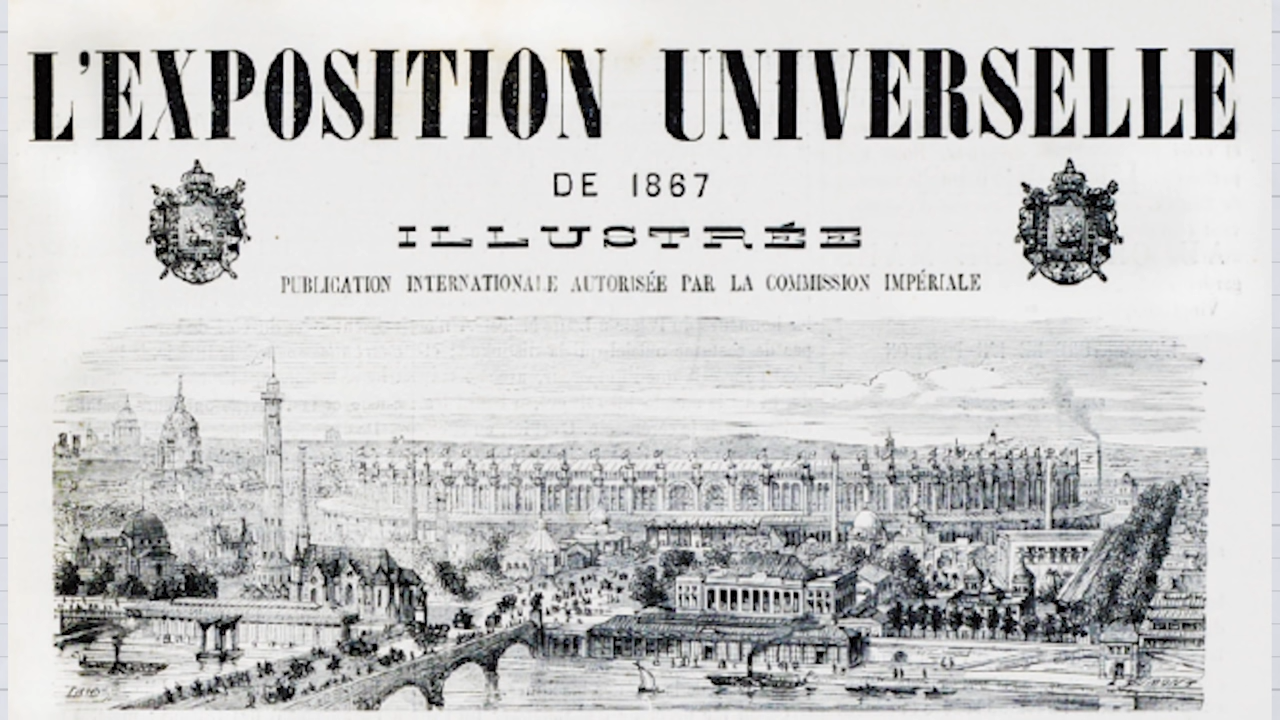 L'EXPOSITION UNIVERSELLE
DE 1867
ILLUSTRÉE
PUBLICATION INTERNATIONALE AUTORISÉE PAR LA COMMISSION IMPÉRIALE